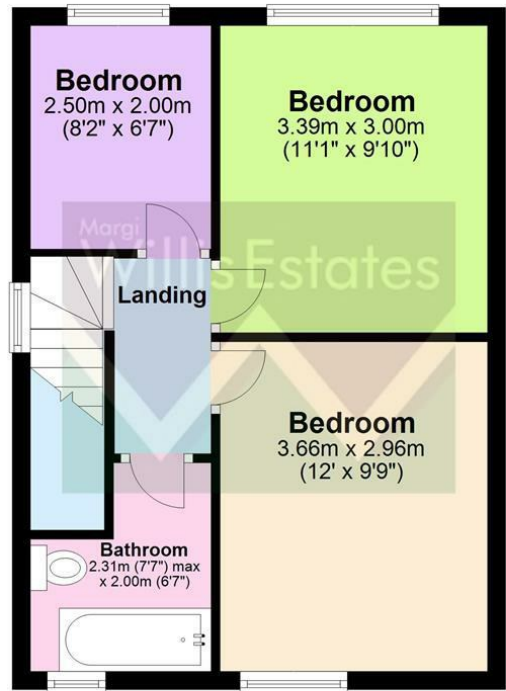 Bedroom
2.50m x 2.00m
(8'2" x 6'7")
Bedroom
3.39m x 3.00m
(11'1" x 9'10")
Margi
Willis Estates
Landing
Bedroom
3.66m x 2.96m
(12' x 9'9")
Bathroom
2.31m (7'7") max
x 2.00m (6'7")